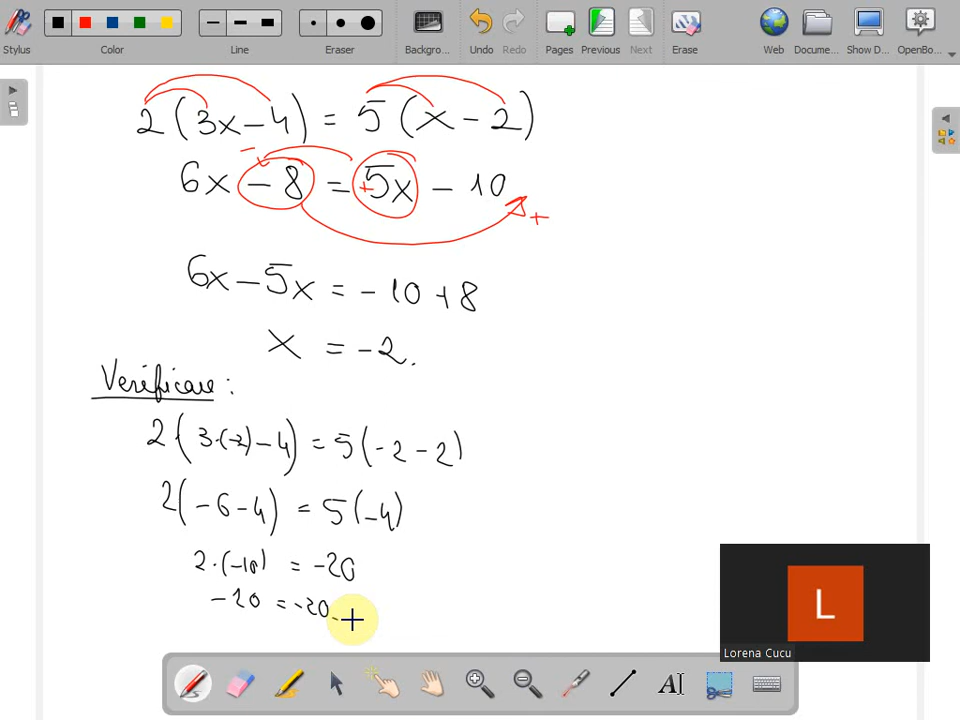 Stylus Color Line Eraser Backgro... Undo Redo Pages Previous Next Erase Web Docume... Show D... OpenBo...
2(3x-4) = 5(x-2)
-
6x -8 = +5x - 10
+
6x - 5x = -10 + 8
x = -2.
Verificare:
2·(3·(-2)-4) = 5(-2-2)
2(-6-4) = 5(-4)
2·(-10) = -20
-20 = -20.
L
Lorena Cucu